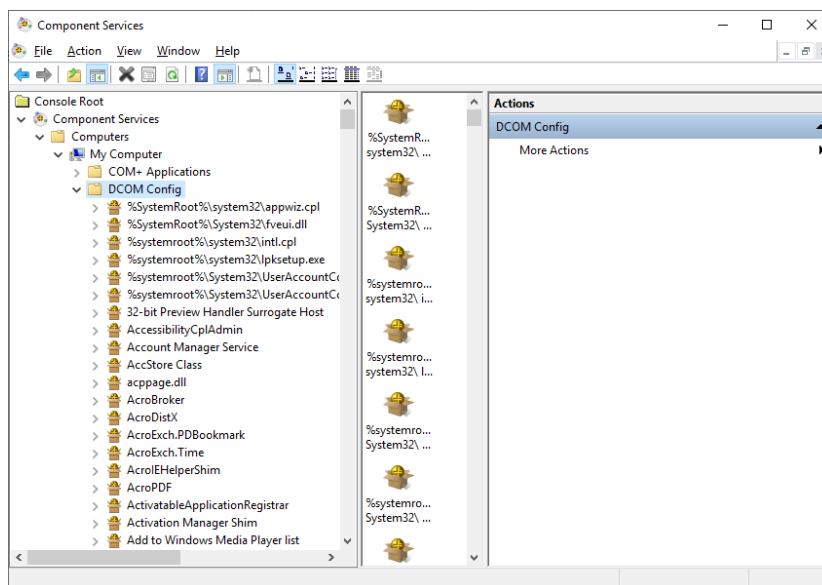 Component Services
File Action View Window Help
Console Root
Component Services
Computers
My Computer
COM+ Applications
DCOM Config
%SystemRoot%\system32\appwiz.cpl
%SystemRoot%\System32\fveui.dll
%systemroot%\system32\intl.cpl
%systemroot%\System32\lpksetup.exe
%systemroot%\System32\UserAccountCo
%systemroot%\System32\UserAccountCo
32-bit Preview Handler Surrogate Host
AccessibilityCplAdmin
Account Manager Service
AccStore Class
acppage.dll
AcroBroker
AcroDistX
AcroExch.PDBookmark
AcroExch.Time
AcroIEHelperShim
AcroPDF
ActivatableApplicationRegistrar
Activation Manager Shim
Add to Windows Media Player list
%SystemR...
system32\ ...
%SystemR...
System32\ ...
%systemro...
system32\ i...
%systemro...
system32\ l...
%systemro...
System32\ ...
%systemro...
System32\ ...
Actions
DCOM Config
More Actions